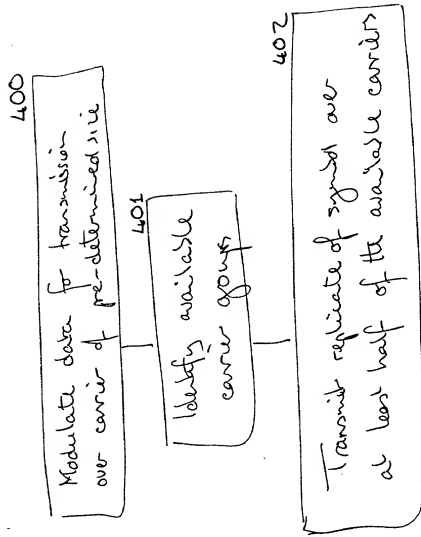 400
Modulate data for transmission
over carrier of pre-determined size
401
Identify available
carrier groups
402
Transmit replicate of symbol over
at least half of the available carriers